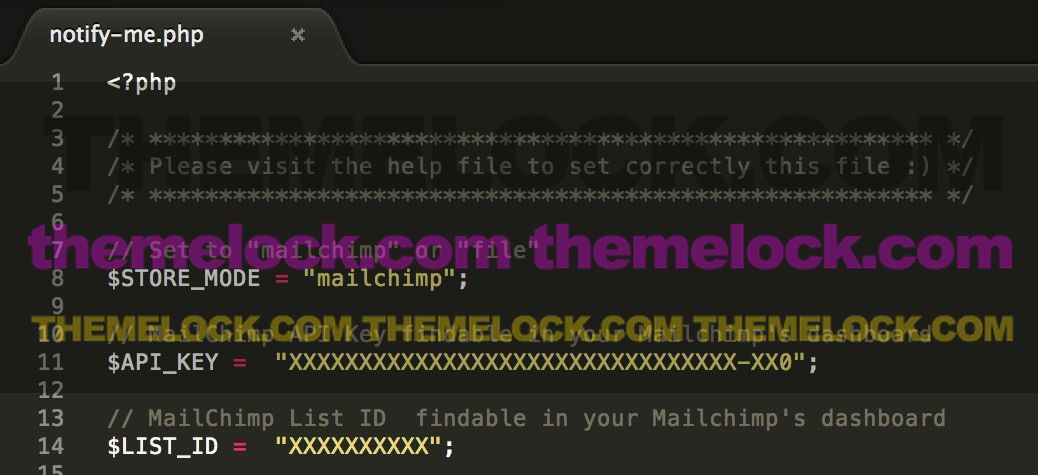 notify-me.php ×
1 <?php
2
THEMELOCK.COM
3 /* ******************************************************* */
4 /* Please visit the help file to set correctly this file :) */
5 /* ******************************************************* */
6
themelock.com themelock.com
7 // Set to "mailchimp" or "file"
8 $STORE_MODE = "mailchimp";
9
THEMELOCK.COM THEMELOCK.COM THEMELOCK.COM
10 // MailChimp API Key findable in your Mailchimp's dashboard
11 $API_KEY = "XXXXXXXXXXXXXXXXXXXXXXXXXXXXXXXX-XX0";
12
13 // MailChimp List ID  findable in your Mailchimp's dashboard
14 $LIST_ID =  "XXXXXXXXXX";
15